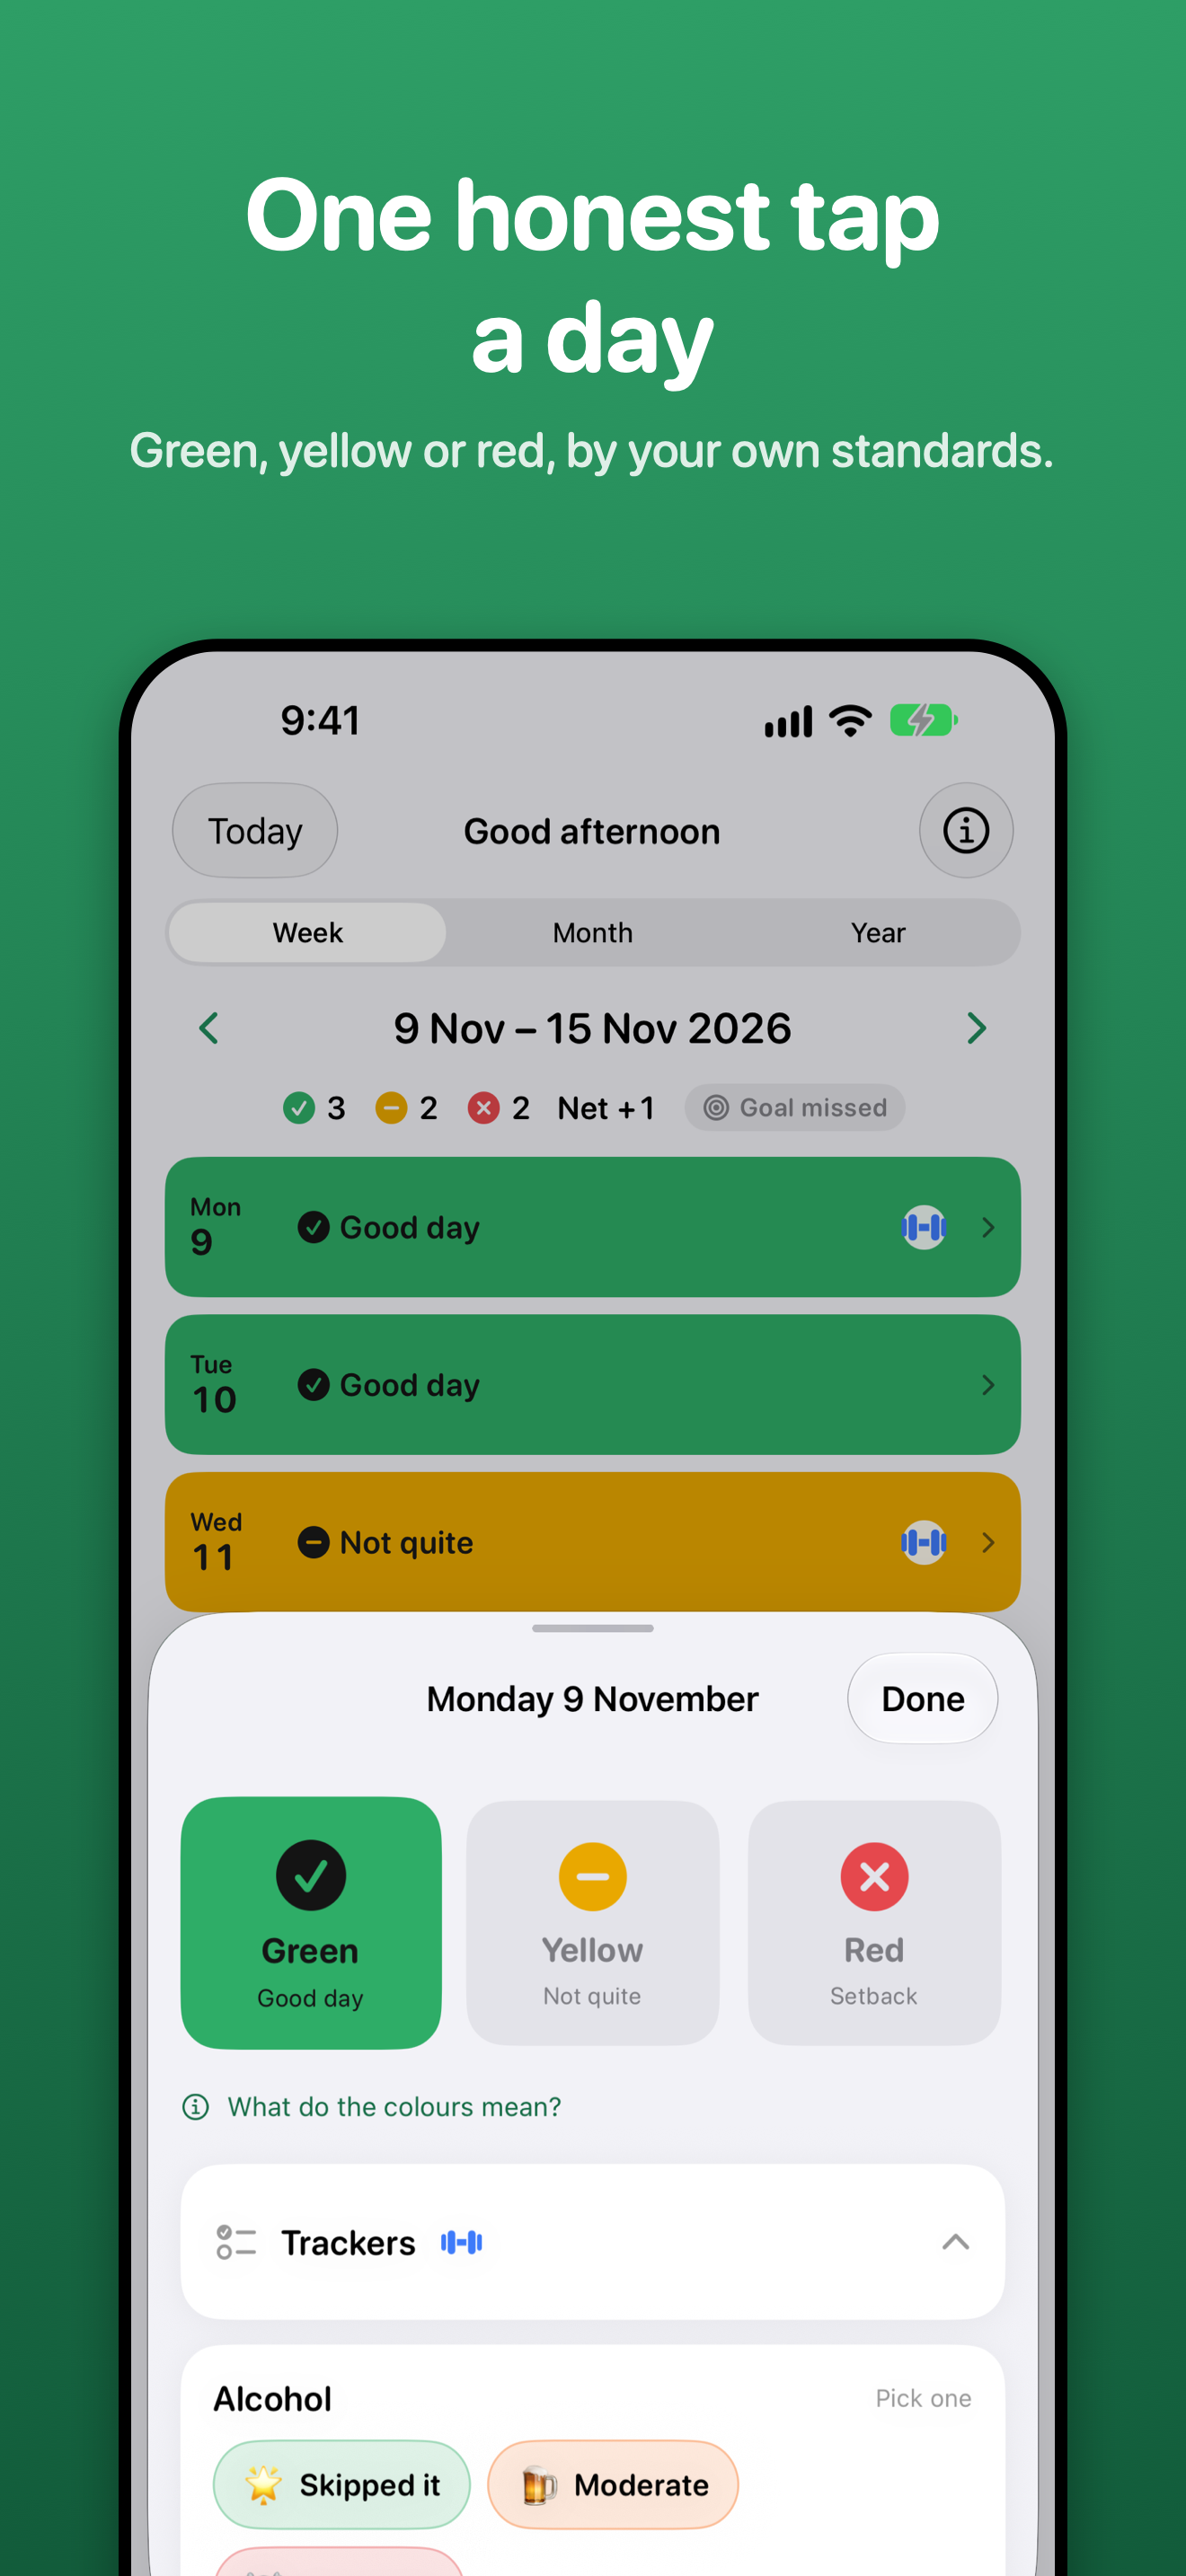 One honest tap
a day
Green, yellow or red, by your own standards.
9:41
Today
Good afternoon
Week
Month
Year
9 Nov – 15 Nov 2026
3 2 2 Net +1 Goal missed
Mon
9
Good day
Tue
10
Good day
Wed
11
Not quite
Monday 9 November
Done
Green
Good day
Yellow
Not quite
Red
Setback
What do the colours mean?
Trackers
Alcohol
Pick one
Skipped it
Moderate